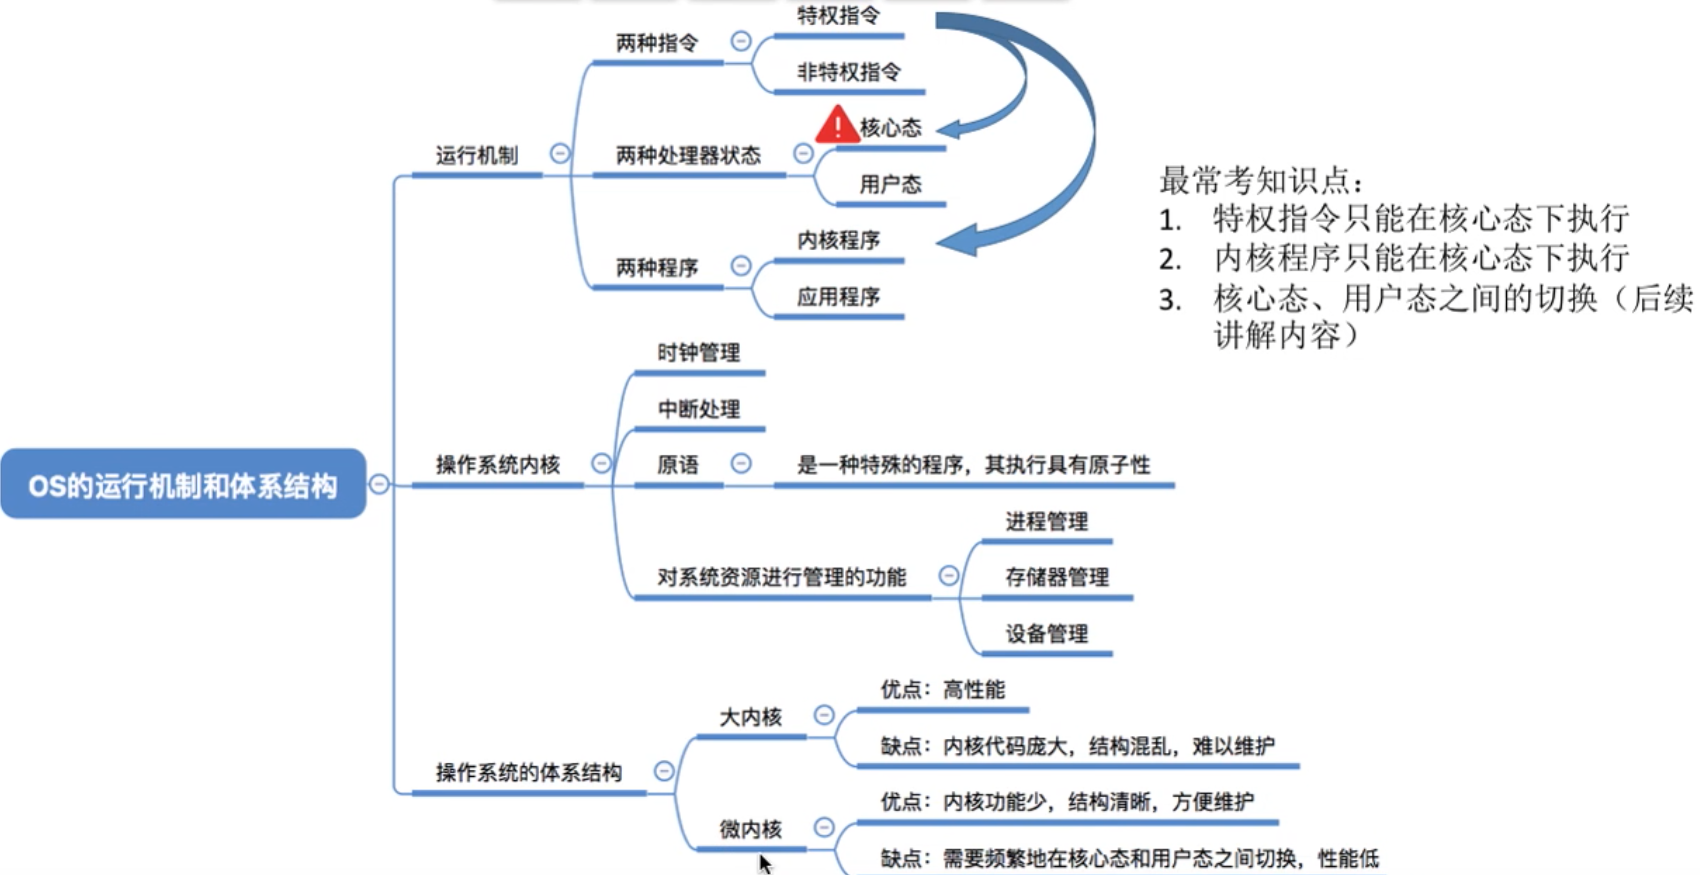 特权指令
两种指令
非特权指令
核心态
运行机制
两种处理器状态
用户态
内核程序
两种程序
应用程序
最常考知识点：
1. 特权指令只能在核心态下执行
2. 内核程序只能在核心态下执行
3. 核心态、用户态之间的切换（后续
讲解内容）
时钟管理
中断处理
OS的运行机制和体系结构
操作系统内核
原语
是一种特殊的程序，其执行具有原子性
进程管理
对系统资源进行管理的功能
存储器管理
设备管理
优点：高性能
大内核
缺点：内核代码庞大，结构混乱，难以维护
操作系统的体系结构
优点：内核功能少，结构清晰，方便维护
微内核
缺点：需要频繁地在核心态和用户态之间切换，性能低